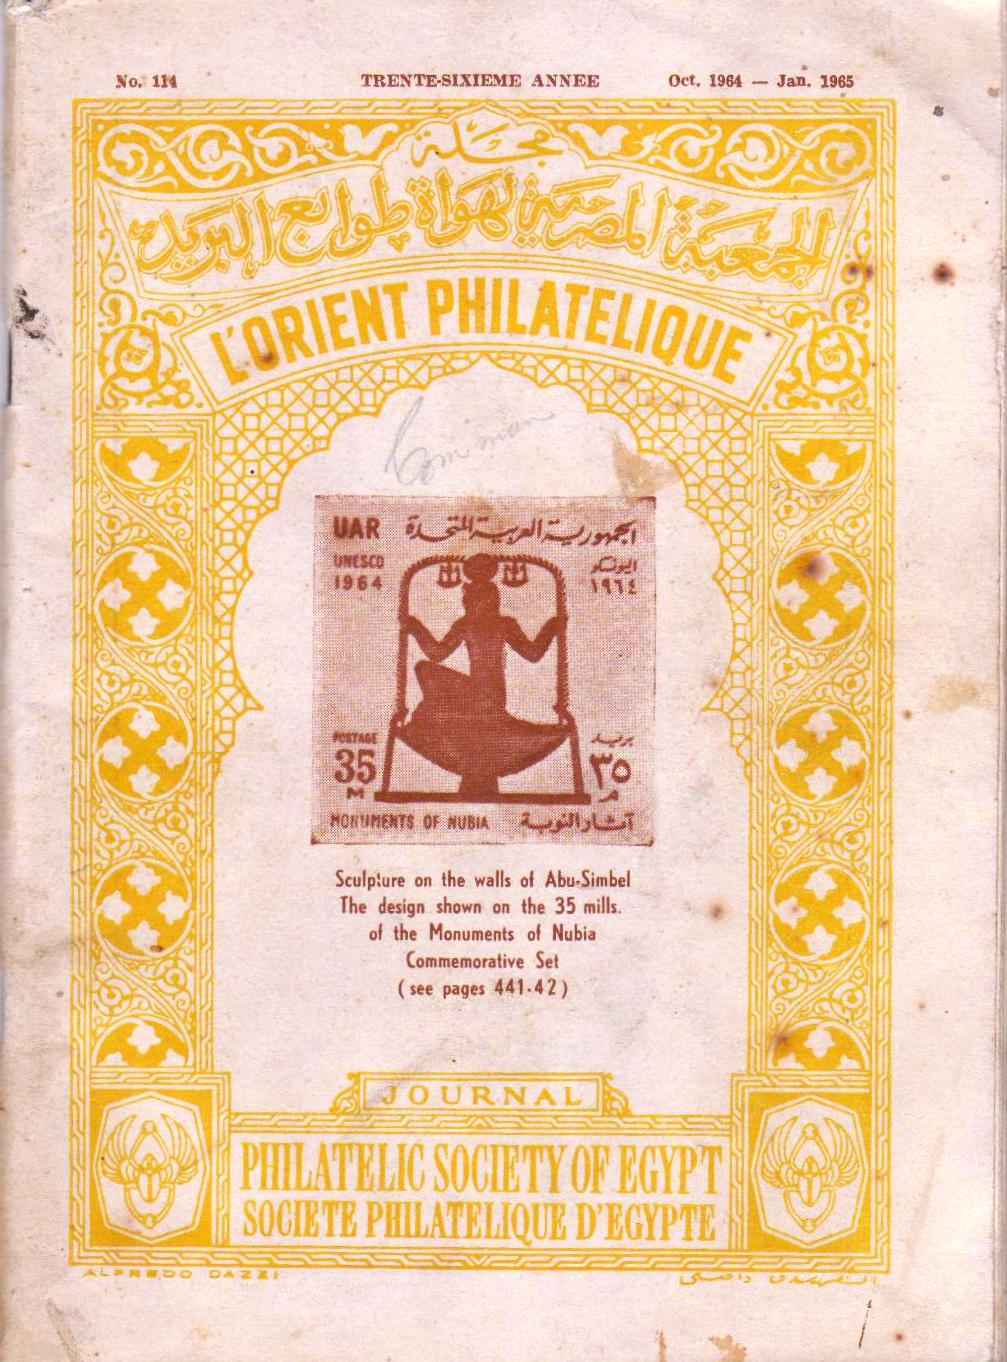 No. 114 TRENTE-SIXIEME ANNEE Oct. 1964 — Jan. 1965
مجلة
الجمعية المصرية لهواة طوابع البريد
L'ORIENT PHILATELIQUE
UAR الجمهورية العربية المتحدة
UNESCO اليونسكو
1964 ١٩٦٤
POSTAGE بريد
35 ٣٥
M م
MONUMENTS OF NUBIA آثار النوبة
Sculpture on the walls of Abu-Simbel
The design shown on the 35 mills.
of the Monuments of Nubia
Commemorative Set
(see pages 441-42)
JOURNAL
PHILATELIC SOCIETY OF EGYPT
SOCIETE PHILATELIQUE D'EGYPTE
ALFREDO DAZZI